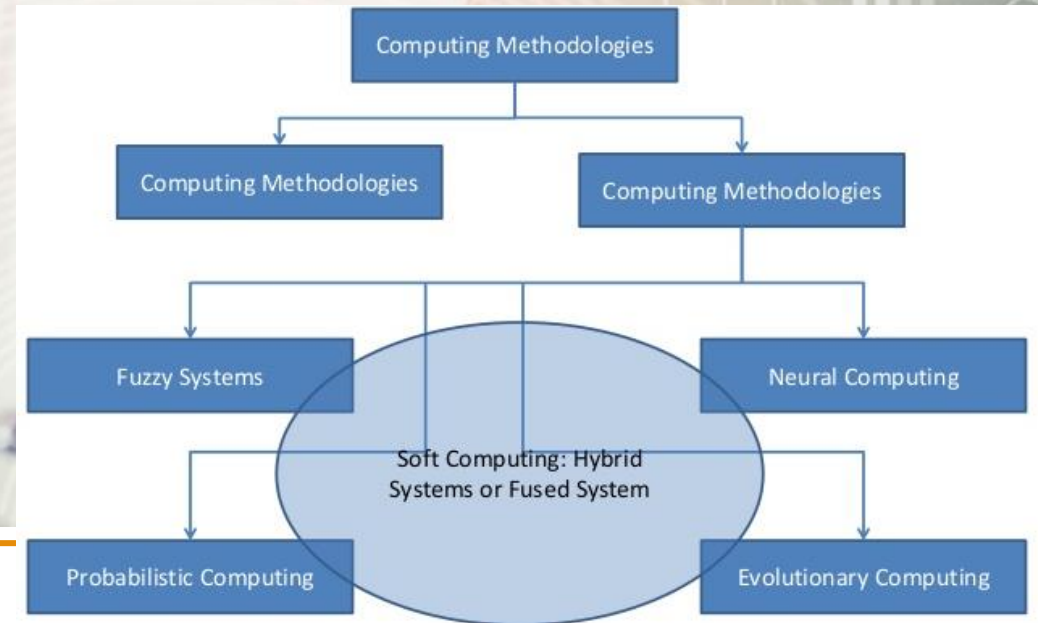 Computing Methodologies
Computing Methodologies
Computing Methodologies
Fuzzy Systems
Neural Computing
Soft Computing: Hybrid
Systems or Fused System
Probabilistic Computing
Evolutionary Computing